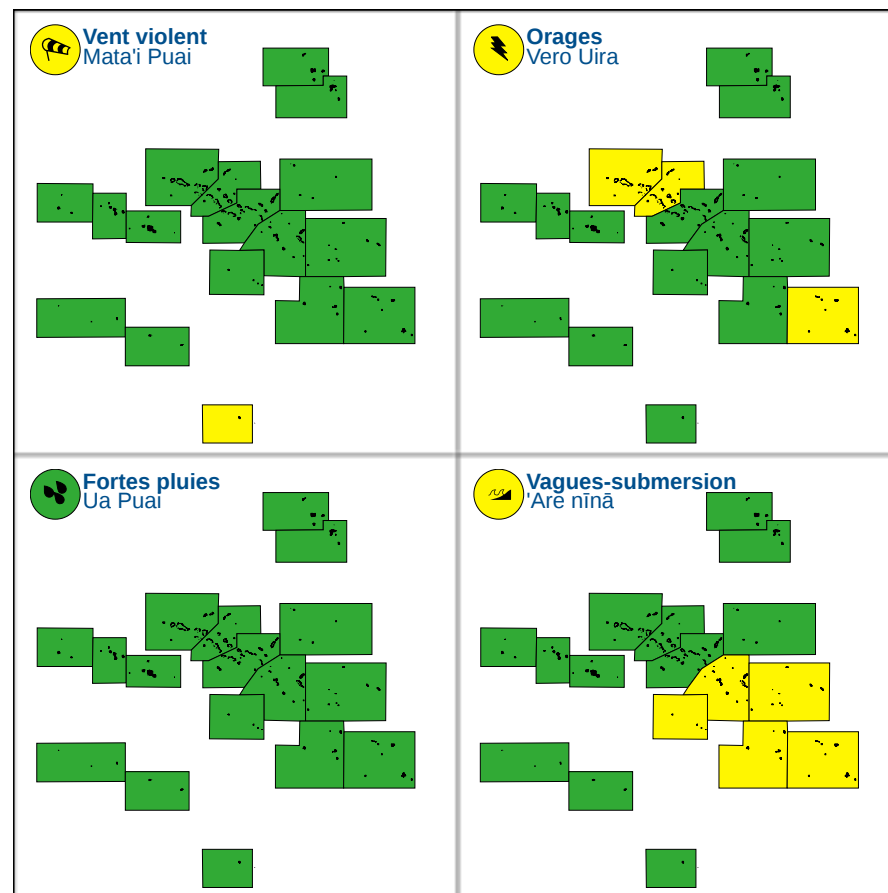 Vent violent
Mata'i Puai
Orages
Vero Uira
Fortes pluies
Ua Puai
Vagues-submersion
'Are nīnā